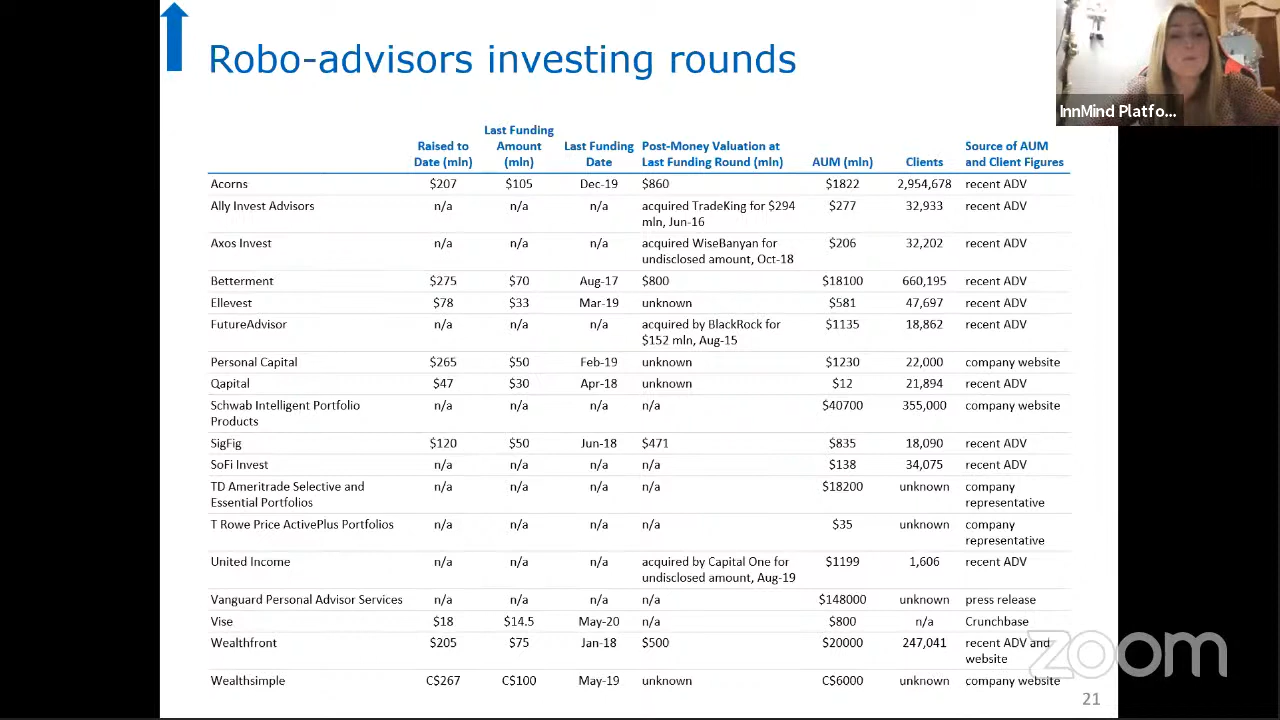 Robo-advisors investing rounds
InnMind Platfo...
Last Funding
Raised to Amount Last Funding Post-Money Valuation at Source of AUM
Date (mln) (mln) Date Last Funding Round (mln) AUM (mln) Clients and Client Figures
Acorns $207 $105 Dec-19 $860 $1822 2,954,678 recent ADV
Ally Invest Advisors n/a n/a n/a acquired TradeKing for $294 $277 32,933 recent ADV
mln, Jun-16
Axos Invest n/a n/a n/a acquired WiseBanyan for $206 32,202 recent ADV
undisclosed amount, Oct-18
Betterment $275 $70 Aug-17 $800 $18100 660,195 recent ADV
Ellevest $78 $33 Mar-19 unknown $581 47,697 recent ADV
FutureAdvisor n/a n/a n/a acquired by BlackRock for $1135 18,862 recent ADV
$152 mln, Aug-15
Personal Capital $265 $50 Feb-19 unknown $1230 22,000 company website
Qapital $47 $30 Apr-18 unknown $12 21,894 recent ADV
Schwab Intelligent Portfolio n/a n/a n/a n/a $40700 355,000 company website
Products
SigFig $120 $50 Jun-18 $471 $835 18,090 recent ADV
SoFi Invest n/a n/a n/a n/a $138 34,075 recent ADV
TD Ameritrade Selective and n/a n/a n/a n/a $18200 unknown company
Essential Portfolios representative
T Rowe Price ActivePlus Portfolios n/a n/a n/a n/a $35 unknown company
representative
United Income n/a n/a n/a acquired by Capital One for $1199 1,606 recent ADV
undisclosed amount, Aug-19
Vanguard Personal Advisor Services n/a n/a n/a n/a $148000 unknown press release
Vise $18 $14.5 May-20 n/a $800 n/a Crunchbase
Wealthfront $205 $75 Jan-18 $500 $20000 247,041 recent ADV and
website
Wealthsimple C$267 C$100 May-19 unknown C$6000 unknown company website
zoom
21